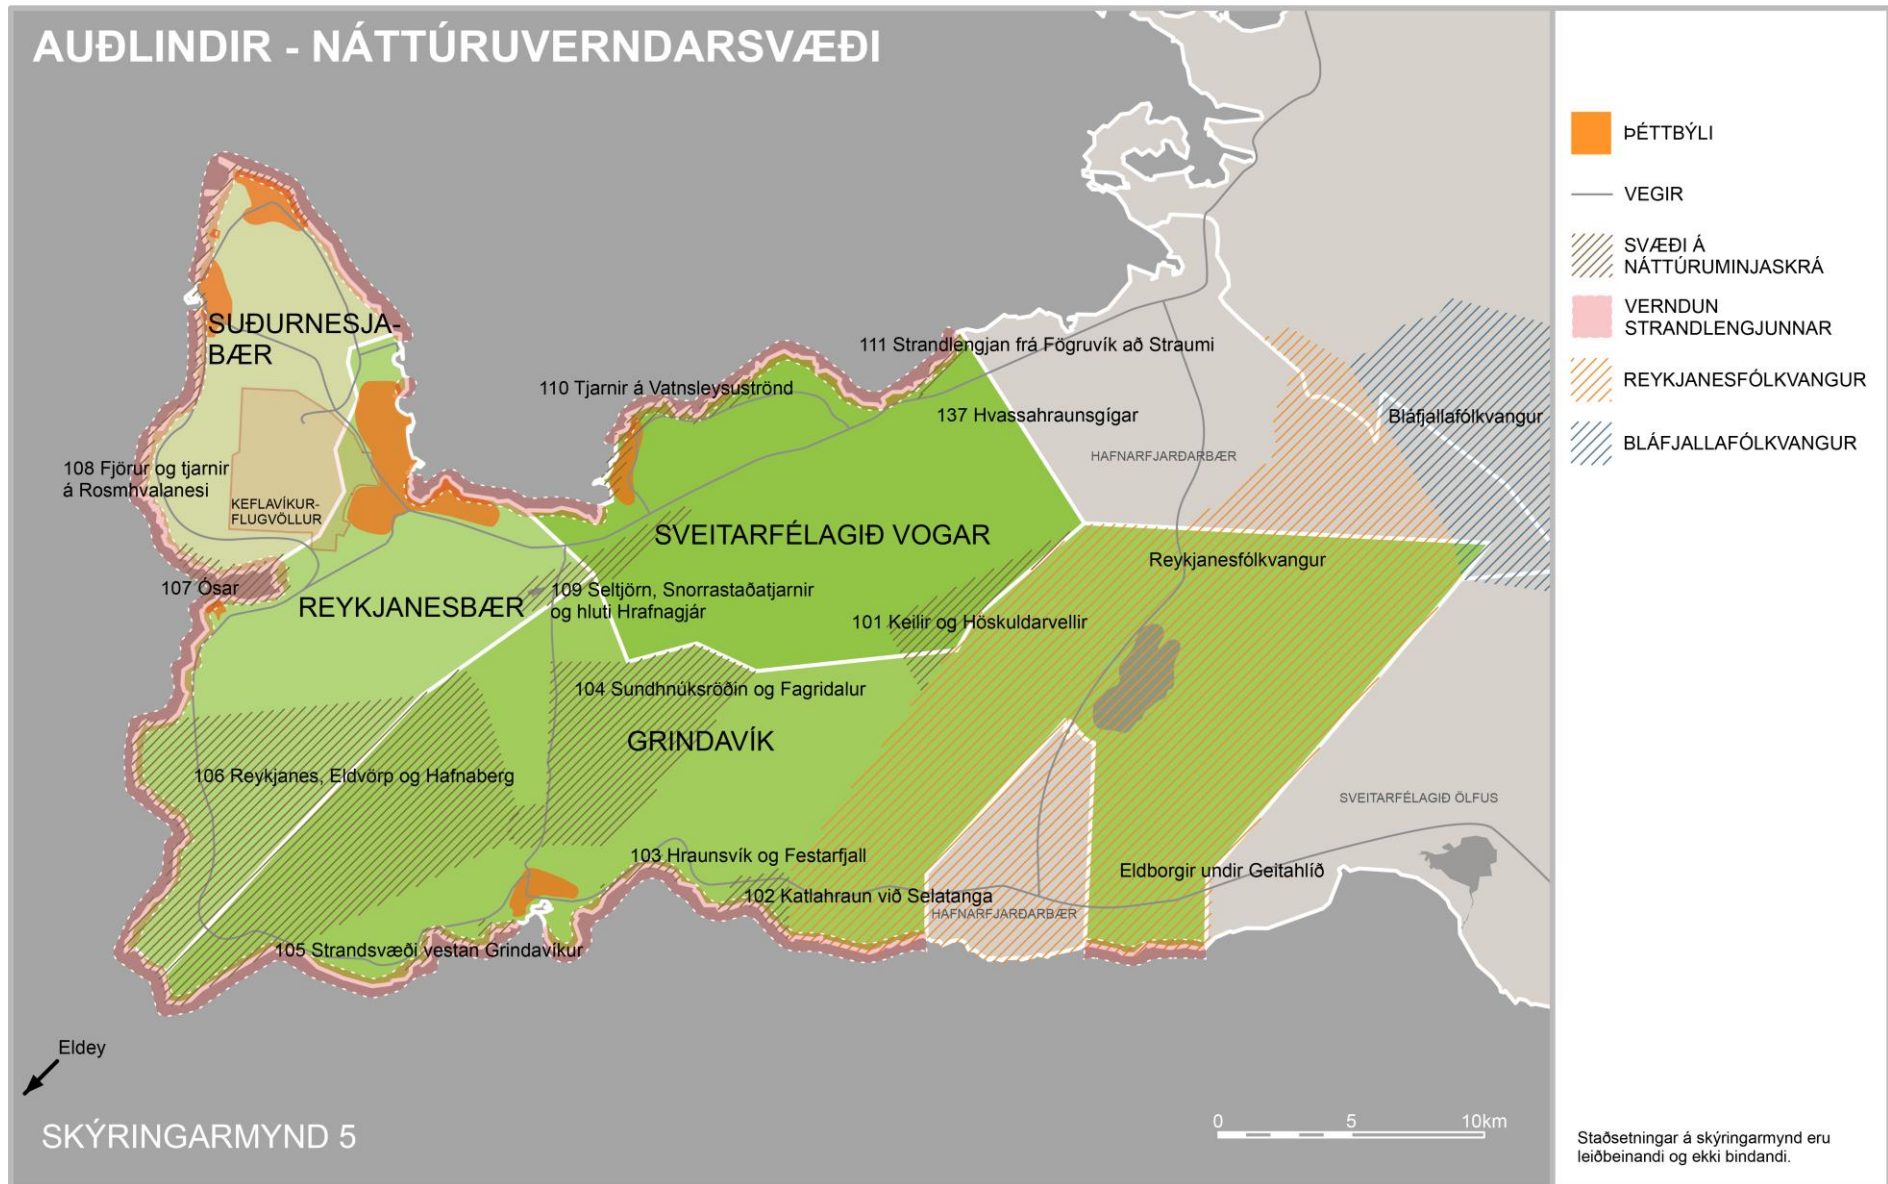 AUÐLINDIR - NÁTTÚRUVERNDARSVÆÐI
ÞÉTTBÝLI
VEGIR
SVÆÐI Á
NÁTTÚRUMINJASKRÁ
VERNDUN
STRANDLENGJUNNAR
REYKJANESFÓLKVANGUR
BLÁFJALLAFÓLKVANGUR
SUÐURNESJA-
BÆR
111 Strandlengjan frá Fögruvík að Straumi
110 Tjarnir á Vatnsleysuströnd
137 Hvassahraunsgígar
Bláfjallafólkvangur
HAFNARFJARÐARBÆR
108 Fjörur og tjarnir
á Rosmhvalanesi
KEFLAVÍKUR-
FLUGVÖLLUR
SVEITARFÉLAGIÐ VOGAR
Reykjanesfólkvangur
107 Ósar
REYKJANESBÆR
109 Seltjörn, Snorrastaðatjarnir
og hluti Hrafnagjár
101 Keilir og Höskuldarvellir
104 Sundhnúksröðin og Fagridalur
GRINDAVÍK
106 Reykjanes, Eldvörp og Hafnaberg
SVEITARFÉLAGIÐ ÖLFUS
103 Hraunsvík og Festarfjall
Eldborgir undir Geitahlíð
102 Katlahraun við Selatanga
HAFNARFJARÐARBÆR
105 Strandsvæði vestan Grindavíkur
Eldey
SKÝRINGARMYND 5
0 5 10km
Staðsetningar á skýringarmynd eru
leiðbeinandi og ekki bindandi.